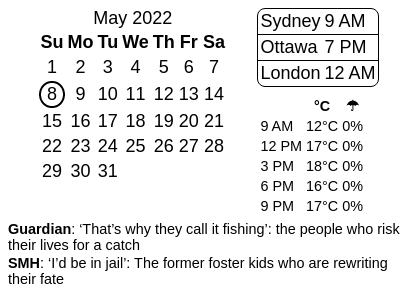 May 2022
Su Mo Tu We Th Fr Sa
1 2 3 4 5 6 7
8 9 10 11 12 13 14
15 16 17 18 19 20 21
22 23 24 25 26 27 28
29 30 31
Sydney 9 AM
Ottawa 7 PM
London 12 AM
°C ☂
9 AM 12°C 0%
12 PM 17°C 0%
3 PM 18°C 0%
6 PM 16°C 0%
9 PM 17°C 0%
Guardian: ‘That’s why they call it fishing’: the people who risk
their lives for a catch
SMH: ‘I’d be in jail’: The former foster kids who are rewriting
their fate